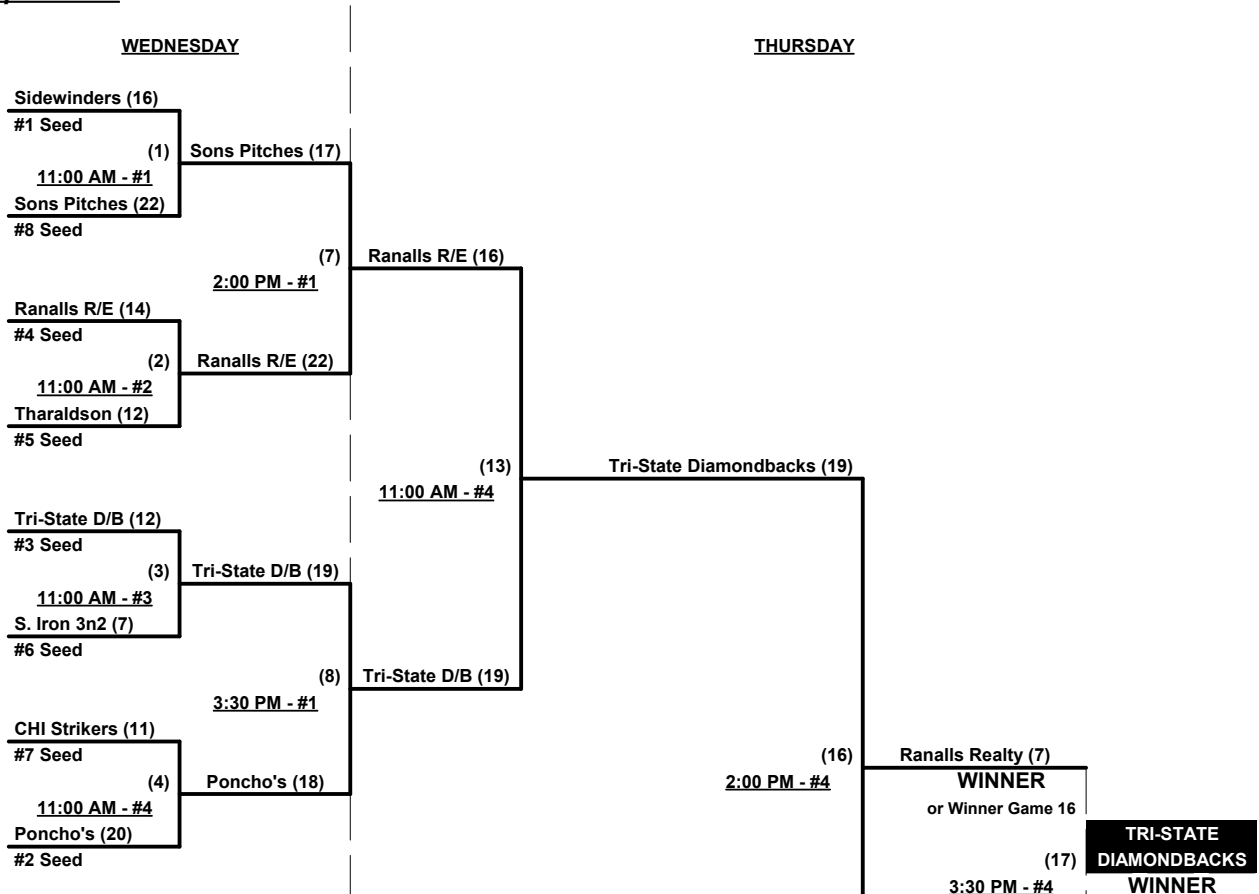 WEDNESDAY
THURSDAY
Sidewinders (16)
#1 Seed
(1)
Sons Pitches (17)
11:00 AM - #1
Sons Pitches (22)
#8 Seed
(7)
Ranalls R/E (16)
2:00 PM - #1
Ranalls R/E (14)
#4 Seed
(2)
Ranalls R/E (22)
11:00 AM - #2
Tharaldson (12)
#5 Seed
(13)
Tri-State Diamondbacks (19)
11:00 AM - #4
Tri-State D/B (12)
#3 Seed
(3)
Tri-State D/B (19)
11:00 AM - #3
S. Iron 3n2 (7)
#6 Seed
(8)
Tri-State D/B (19)
3:30 PM - #1
CHI Strikers (11)
#7 Seed
(4)
Poncho's (18)
11:00 AM - #4
Poncho's (20)
#2 Seed
(16)
Ranalls Realty (7)
2:00 PM - #4
WINNER
or Winner Game 16
TRI-STATE
(17)
DIAMONDBACKS
3:30 PM - #4
WINNER